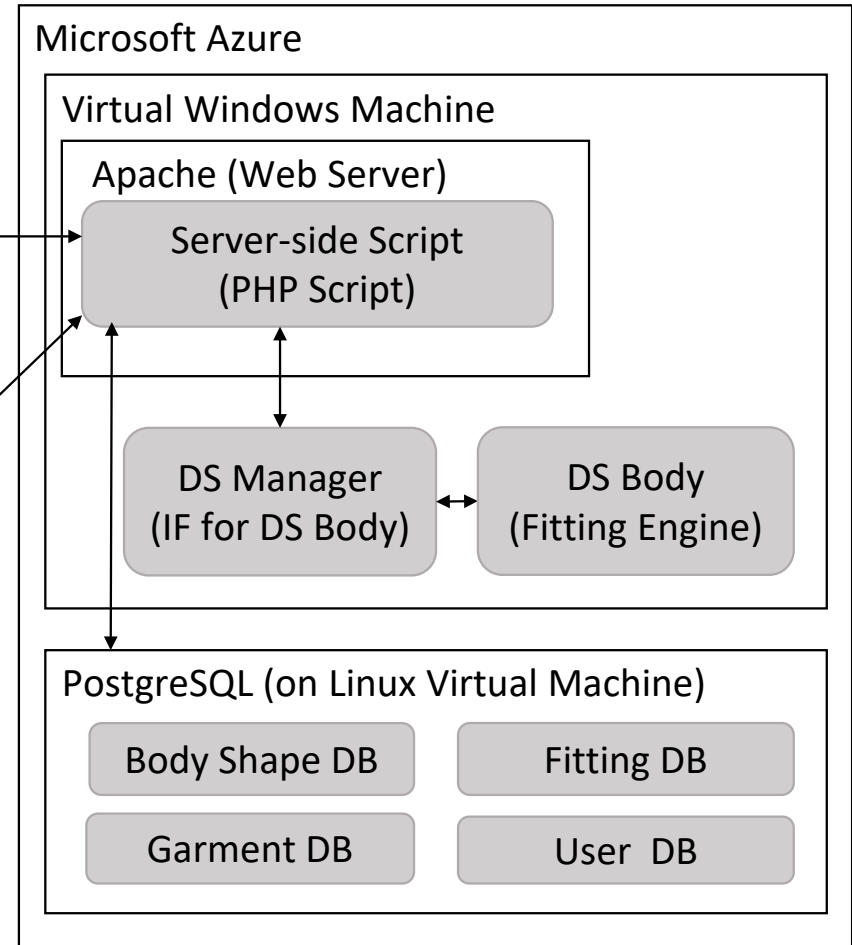 Microsoft Azure
Virtual Windows Machine
Apache (Web Server)
Server-side Script
(PHP Script)
DS Manager
(IF for DS Body)
DS Body
(Fitting Engine)
PostgreSQL (on Linux Virtual Machine)
Body Shape DB
Fitting DB
Garment DB
User DB